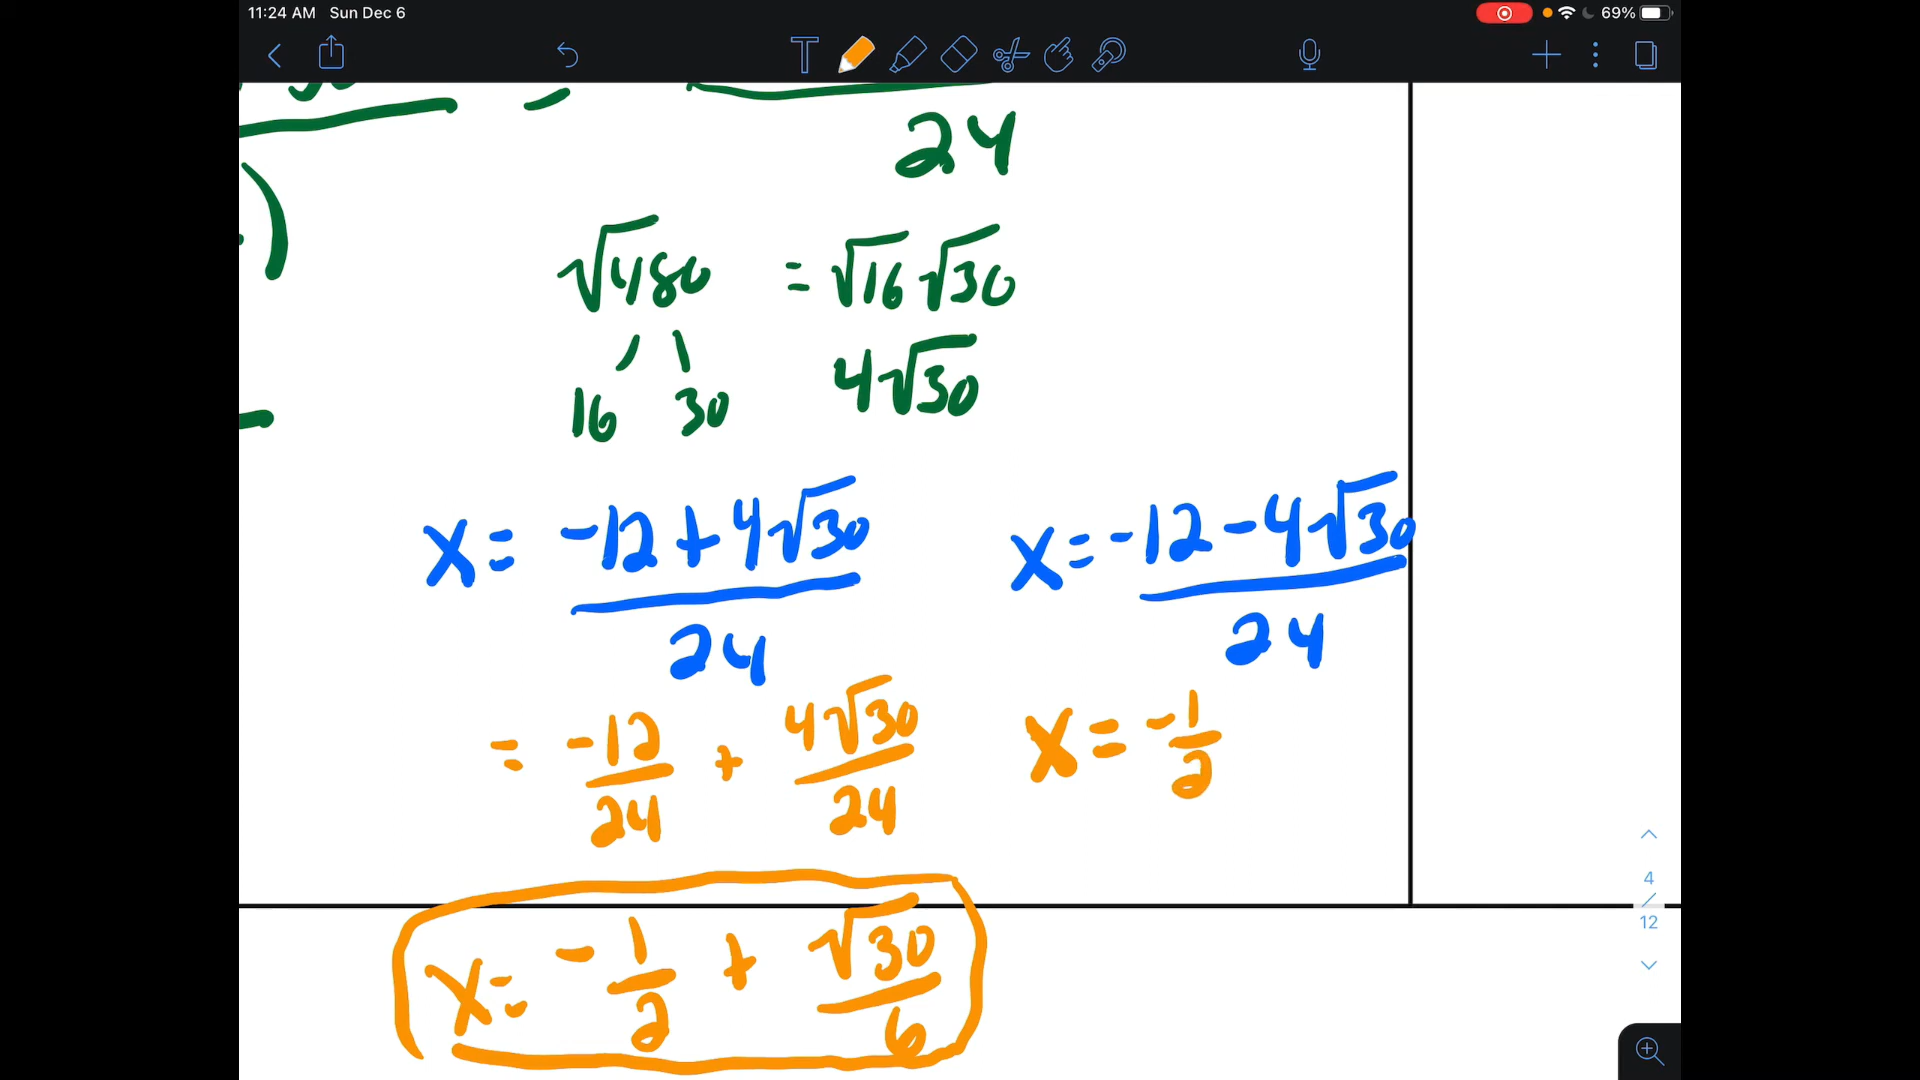 11:24 AM Sun Dec 6
69%
T
24
√480 = √16 √30
16 30 4√30
x = -12 + 4√30 / 24
x = -12 - 4√30 / 24
= -12/24 + 4√30/24
x = -1/2
x = -1/2 + √30/6
4
12